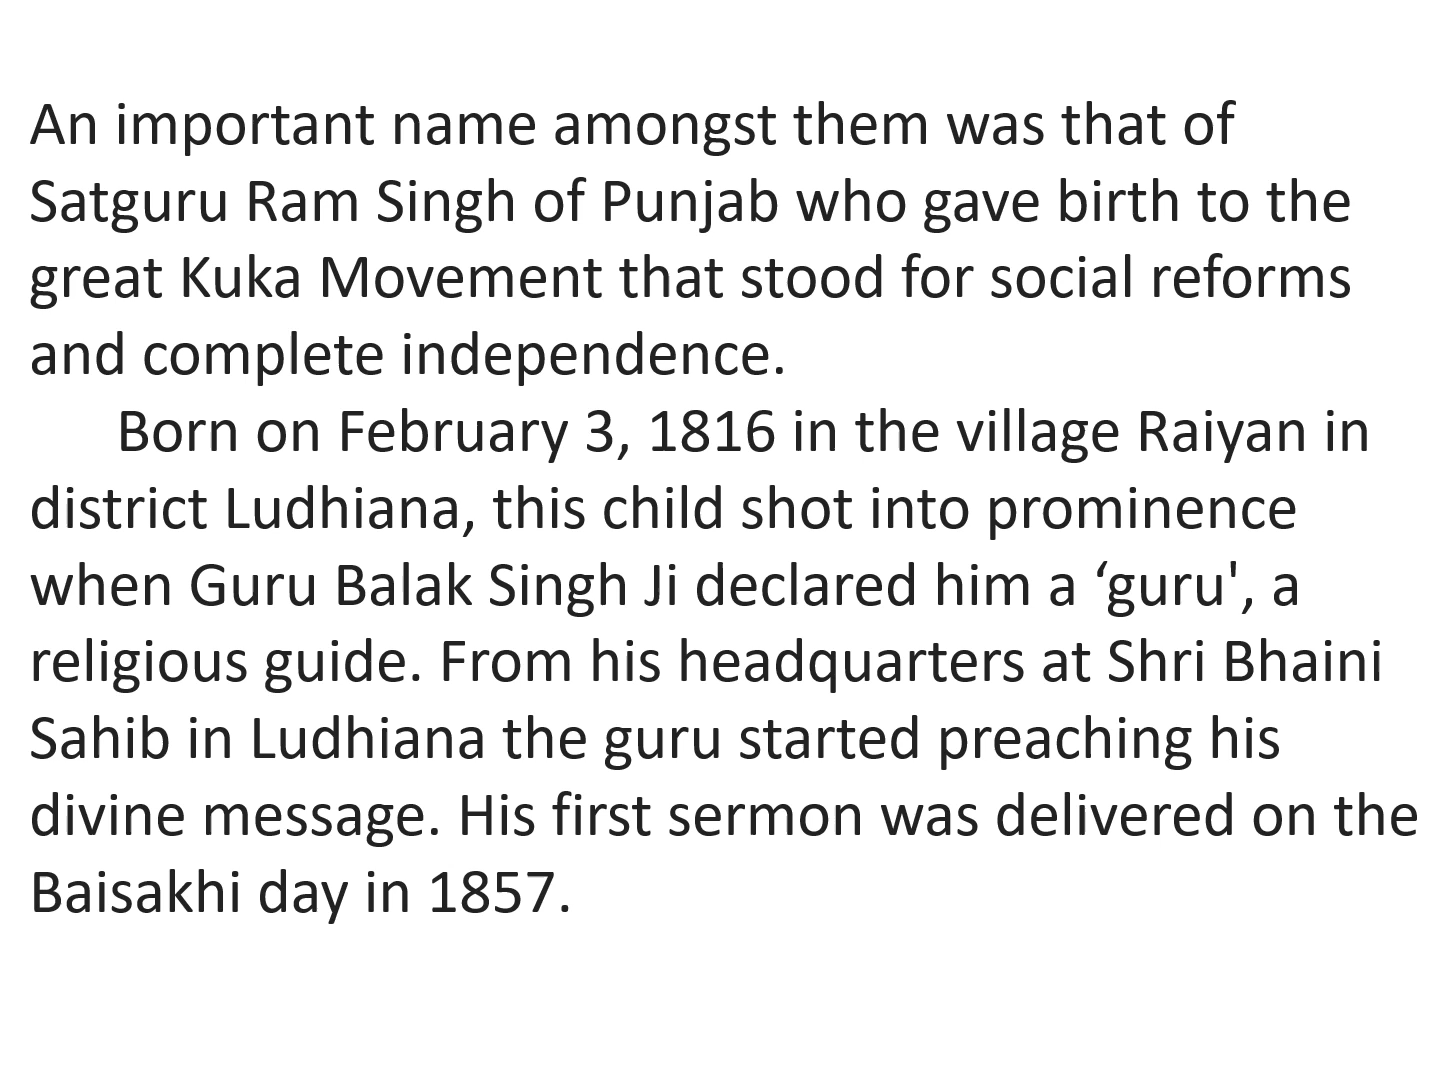 An important name amongst them was that of
Satguru Ram Singh of Punjab who gave birth to the
great Kuka Movement that stood for social reforms
and complete independence.
Born on February 3, 1816 in the village Raiyan in
district Ludhiana, this child shot into prominence
when Guru Balak Singh Ji declared him a ‘guru', a
religious guide. From his headquarters at Shri Bhaini
Sahib in Ludhiana the guru started preaching his
divine message. His first sermon was delivered on the
Baisakhi day in 1857.